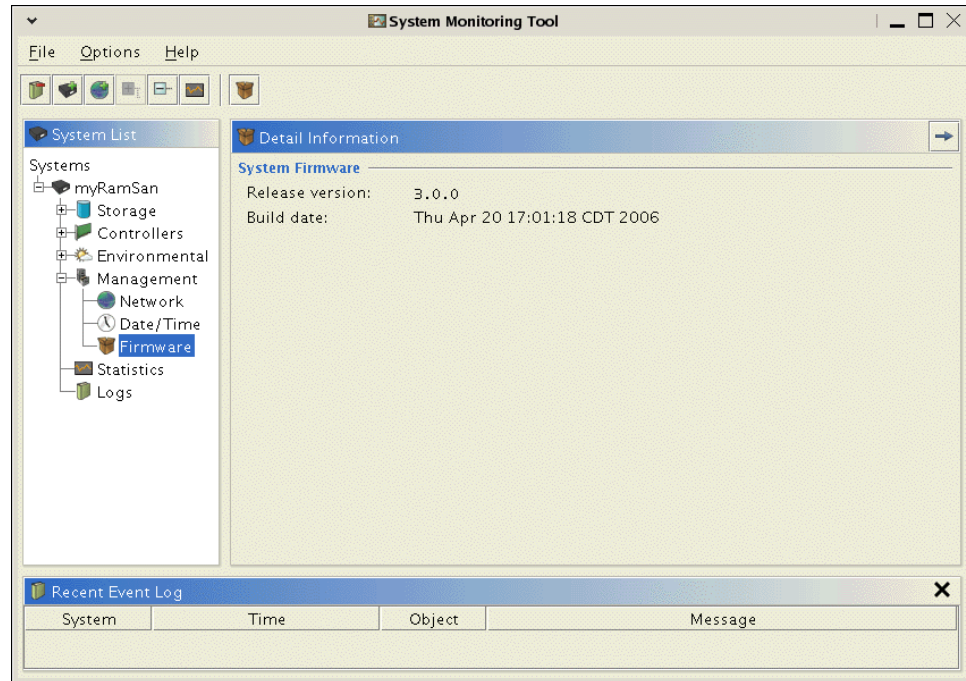 System Monitoring Tool
File Options Help
System List
Systems
myRamSan
Storage
Controllers
Environmental
Management
Network
Date/Time
Firmware
Statistics
Logs
Detail Information
System Firmware
Release version: 3.0.0
Build date: Thu Apr 20 17:01:18 CDT 2006
Recent Event Log
System Time Object Message